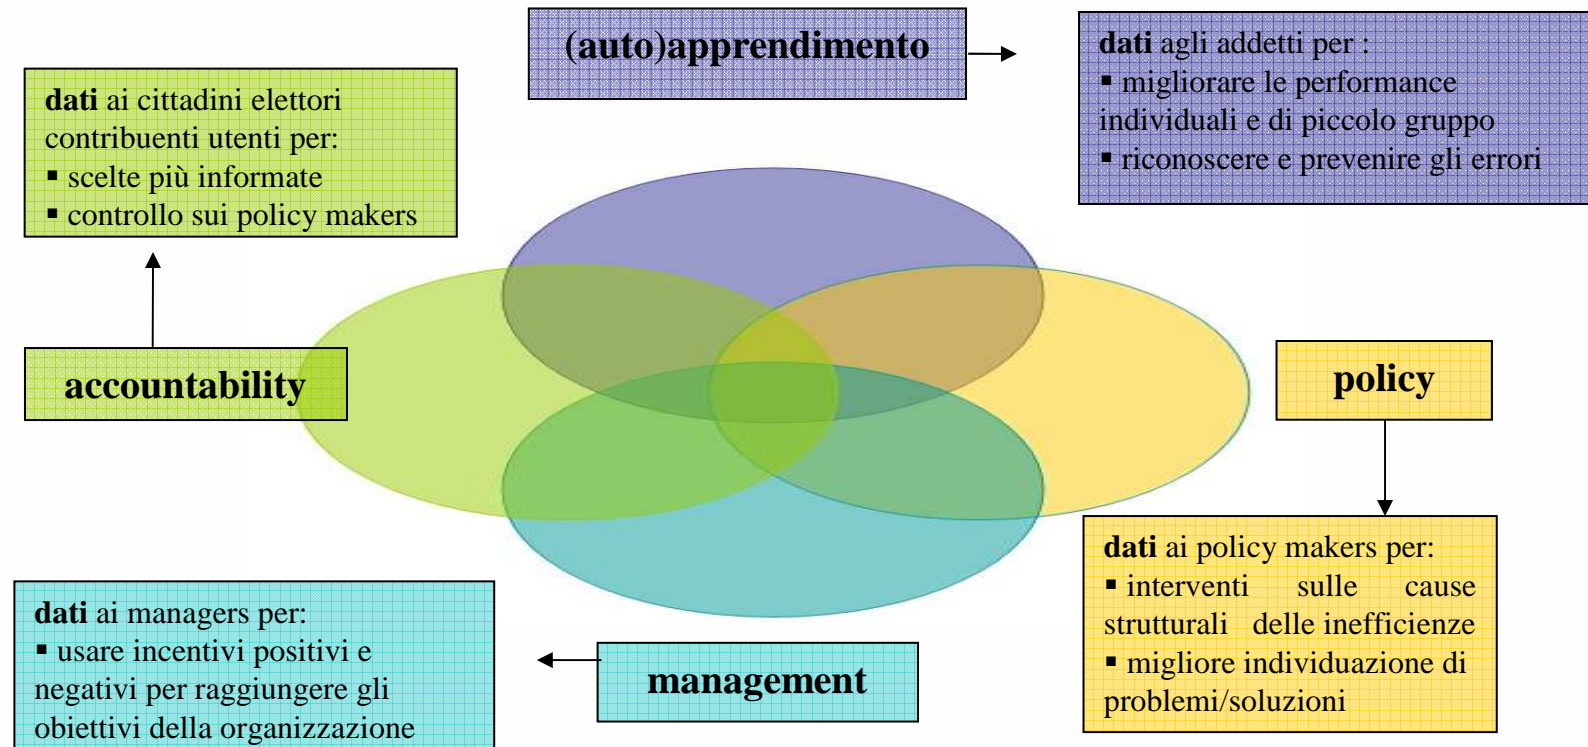 (auto)apprendimento
dati agli addetti per :
▪ migliorare le performance
individuali e di piccolo gruppo
▪ riconoscere e prevenire gli errori
dati ai cittadini elettori
contribuenti utenti per:
▪ scelte più informate
▪ controllo sui policy makers
accountability
policy
dati ai policy makers per:
▪ interventi sulle cause
strutturali delle inefficienze
▪ migliore individuazione di
problemi/soluzioni
management
dati ai managers per:
▪ usare incentivi positivi e
negativi per raggiungere gli
obiettivi della organizzazione